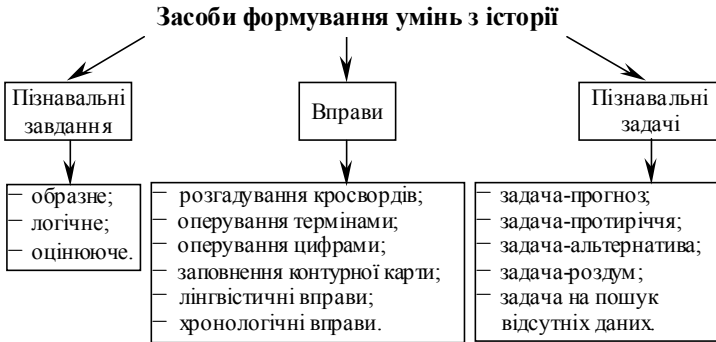 Засоби формування умінь з історії
Пізнавальні
завдання
Вправи
Пізнавальні
задачі
– образне;
– логічне;
– оцінююче.
– розгадування кросвордів;
– оперування термінами;
– оперування цифрами;
– заповнення контурної карти;
– лінгвістичні вправи;
– хронологічні вправи.
– задача-прогноз;
– задача-протиріччя;
– задача-альтернатива;
– задача-роздум;
– задача на пошук
відсутніх даних.